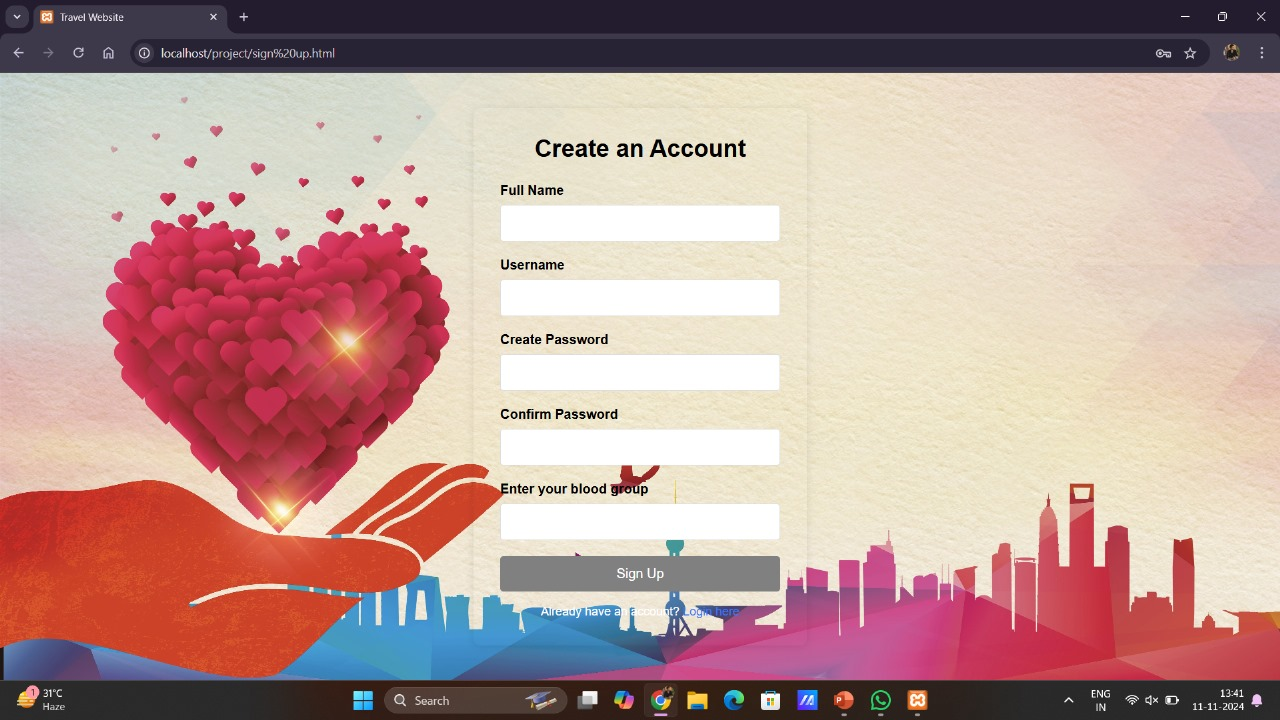 Travel Website
localhost/project/sign%20up.html
Create an Account
Full Name
Username
Create Password
Confirm Password
Enter your blood group
Sign Up
Already have an account? Login here
1
31°C
Haze
Search
ENG
IN
13:41
11-11-2024